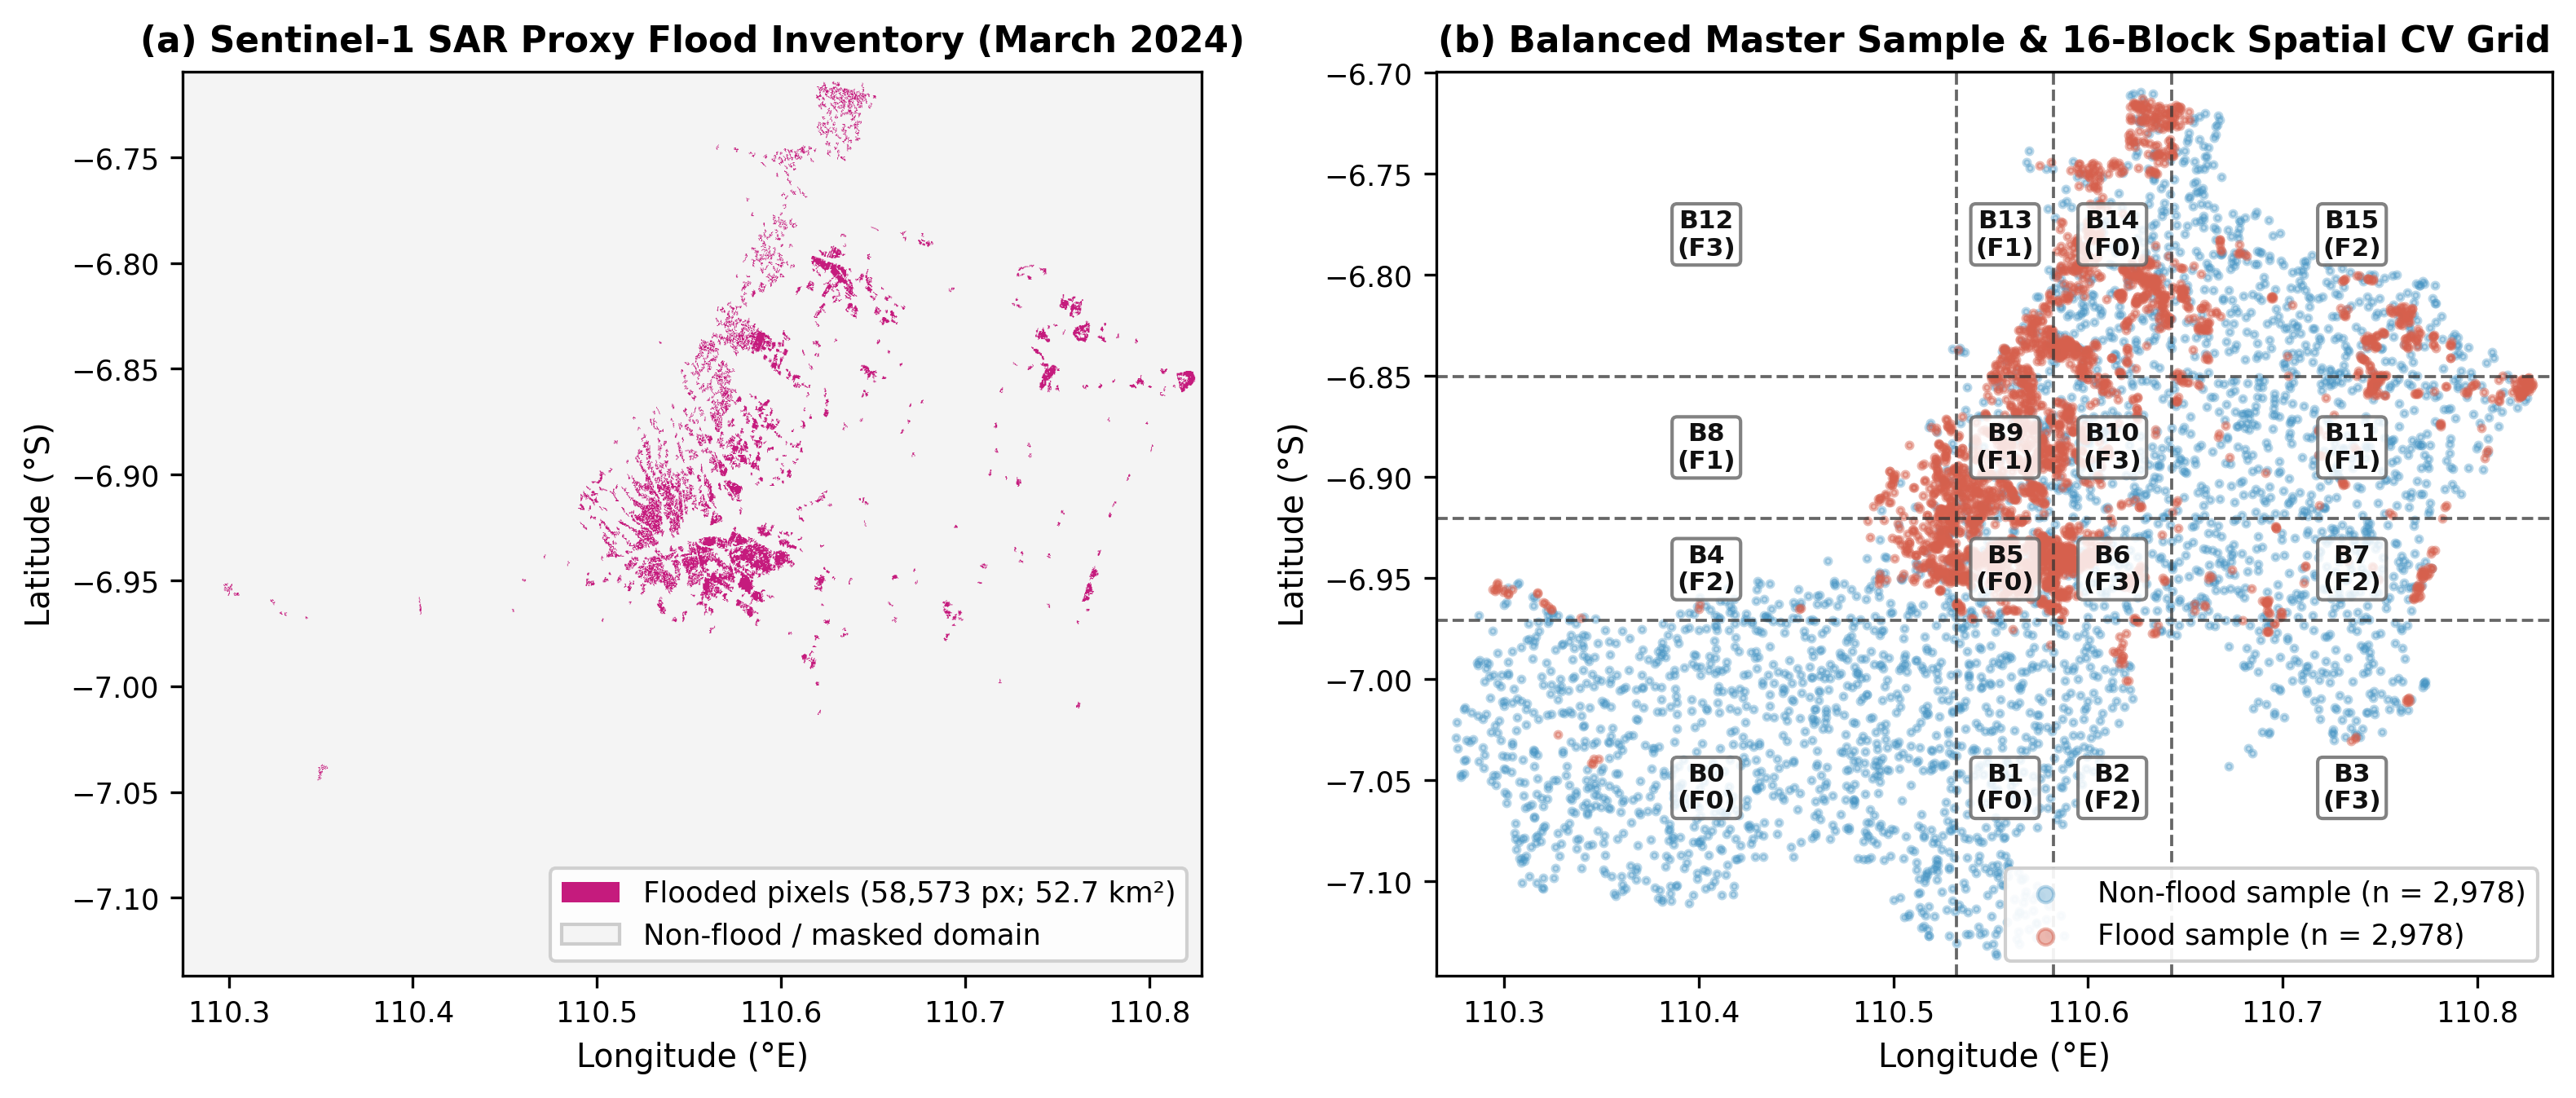 (a) Sentinel-1 SAR Proxy Flood Inventory (March 2024)
−6.75
−6.80
−6.85
−6.90
−6.95
−7.00
−7.05
−7.10
Latitude (°S)
110.3 110.4 110.5 110.6 110.7 110.8
Longitude (°E)
Flooded pixels (58,573 px; 52.7 km²)
Non-flood / masked domain
(b) Balanced Master Sample & 16-Block Spatial CV Grid
−6.70
−6.75
−6.80
−6.85
−6.90
−6.95
−7.00
−7.05
−7.10
Latitude (°S)
B12 B13 B14 B15
(F3) (F1) (F0) (F2)
B8 B9 B10 B11
(F1) (F1) (F3) (F1)
B4 B5 B6 B7
(F2) (F0) (F3) (F2)
B0 B1 B2 B3
(F0) (F0) (F2) (F3)
Non-flood sample (n = 2,978)
Flood sample (n = 2,978)
110.3 110.4 110.5 110.6 110.7 110.8
Longitude (°E)